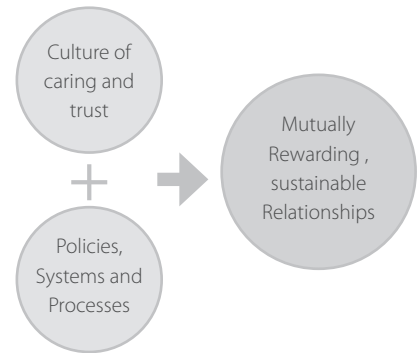 Culture of
caring and
trust
+
Policies,
Systems and
Processes
Mutually
Rewarding ,
sustainable
Relationships